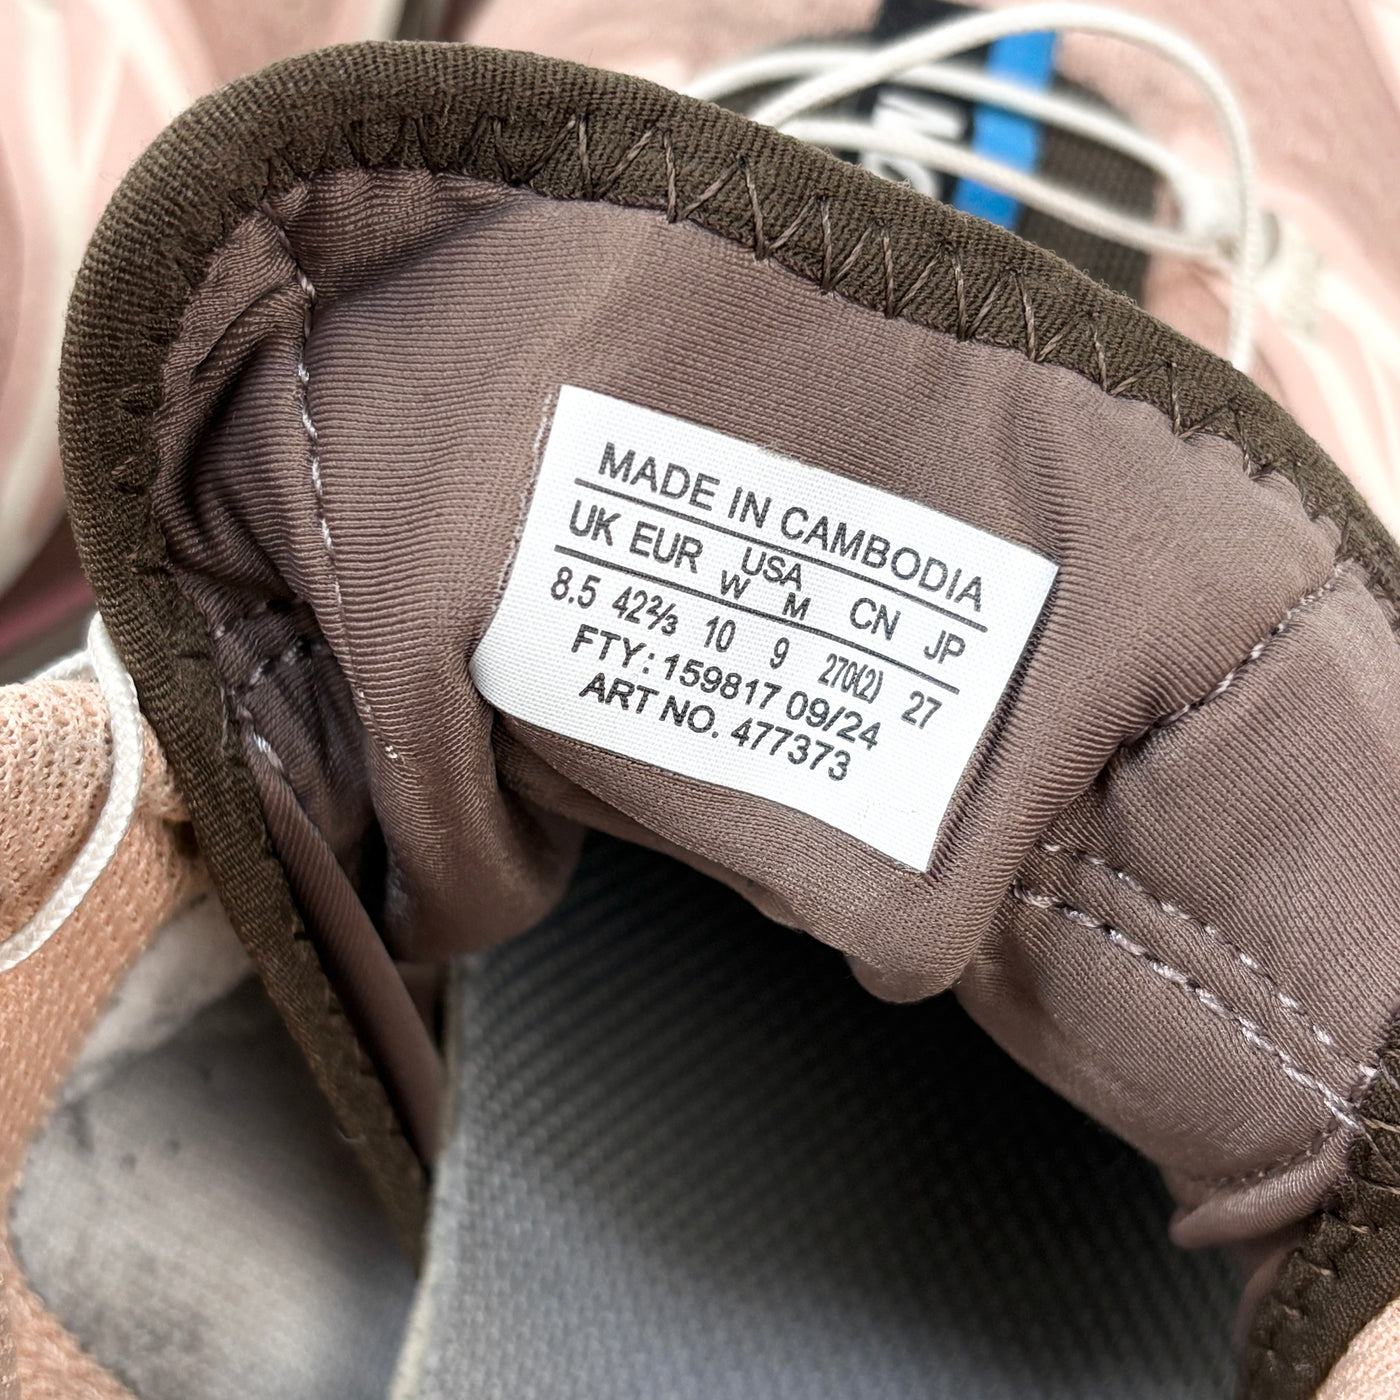 MADE IN CAMBODIA
UK EUR USA CN JP
W M
8.5 42⅔ 10 9 270(2) 27
FTY: 159817 09/24
ART NO. 477373